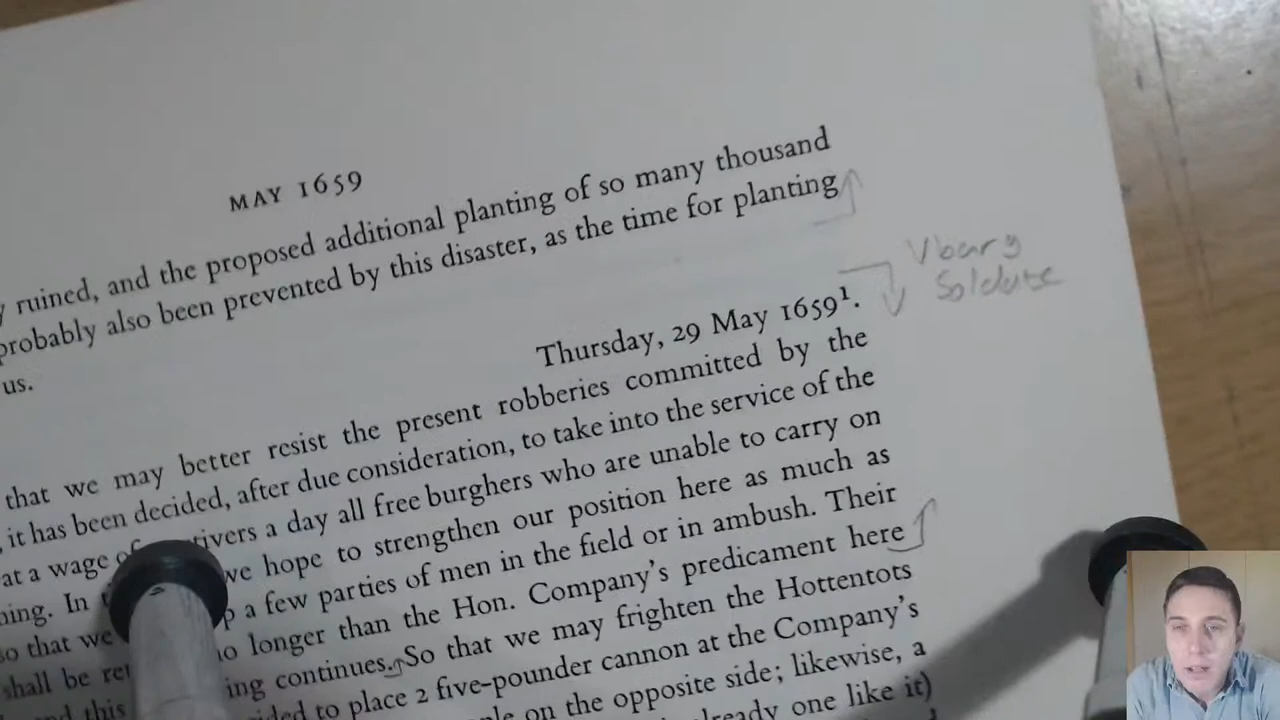 MAY 1659
ruined, and the proposed additional planting of so many thousand
probably also been prevented by this disaster, as the time for planting
us.
Vburg
Soldate
Thursday, 29 May 1659¹.
that we may better resist the present robberies committed by the
it has been decided, after due consideration, to take into the service of the
at a wage of a day all free burghers who are unable to carry on
In we hope to strengthen our position here as much as
so that we a few parties of men in the field or in ambush. Their
shall be no longer than the Hon. Company's predicament here
this continues. So that we may frighten the Hottentots
to place 2 five-pounder cannon at the Company's
on the opposite side; likewise, a
already one like it)